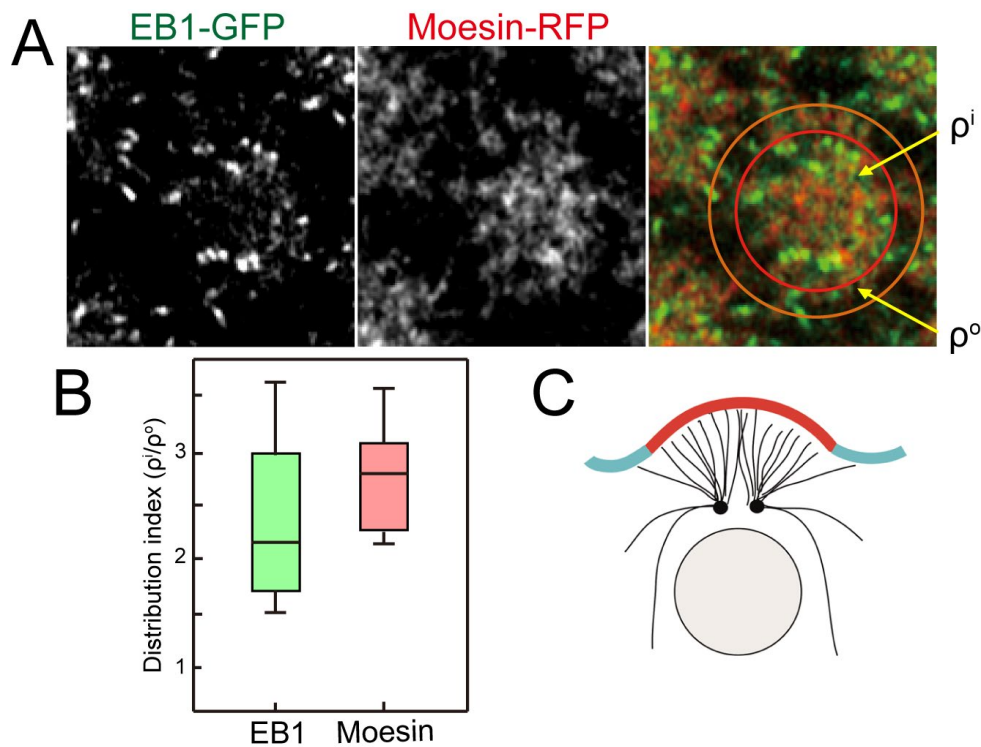 A
EB1-GFP
Moesin-RFP
ρⁱ
ρᵒ
B
Distribution index (ρⁱ/ρᵒ)
3
2
1
EB1
Moesin
C